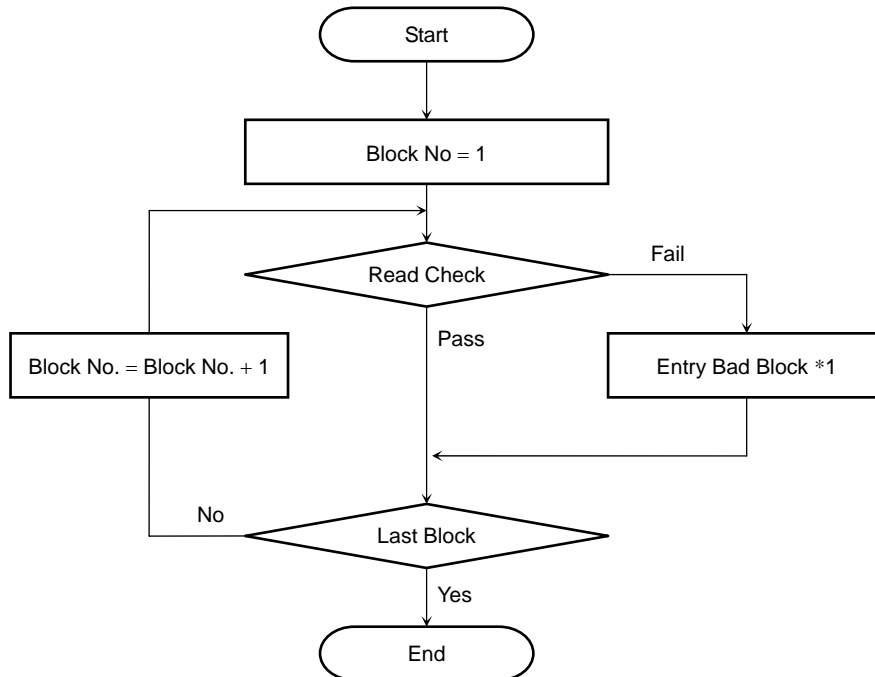 Start
Block No = 1
Read Check
Fail
Pass
Block No. = Block No. + 1
Entry Bad Block *1
No
Last Block
Yes
End